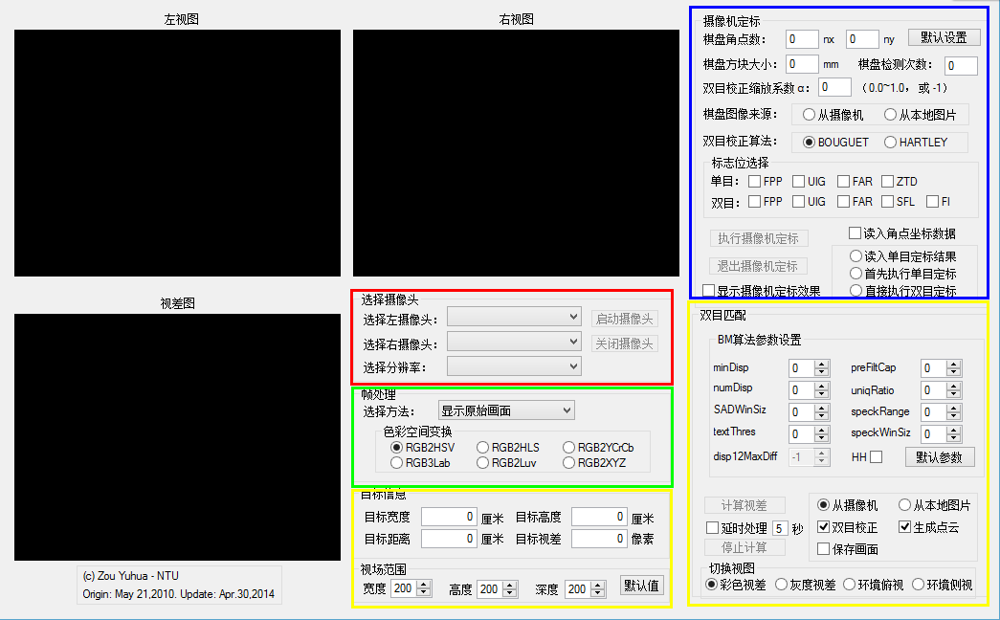 左视图
右视图
视差图
(c) Zou Yuhua - NTU
Origin: May 21,2010. Update: Apr.30,2014
选择摄像头
选择左摄像头：
启动摄像头
选择右摄像头：
关闭摄像头
选择分辨率：
帧处理
选择方法： 显示原始画面
色彩空间变换
RGB2HSV RGB2HLS RGB2YCrCb
RGB3Lab RGB2Luv RGB2XYZ
目标信息
目标宽度 0 厘米 目标高度 0 厘米
目标距离 0 厘米 目标视差 0 像素
视场范围
宽度 200 高度 200 深度 200 默认值
摄像机定标
棋盘角点数： 0 nx 0 ny 默认设置
棋盘方块大小： 0 mm 棋盘检测次数： 0
双目校正缩放系数 α： 0 （0.0~1.0，或 -1）
棋盘图像来源： 从摄像机 从本地图片
双目校正算法： BOUGUET HARTLEY
标志位选择
单目： FPP UIG FAR ZTD
双目： FPP UIG FAR SFL FI
执行摄像机定标 读入角点坐标数据
读入单目定标结果
退出摄像机定标 首先执行单目定标
显示摄像机定标效果 直接执行双目定标
双目匹配
BM算法参数设置
minDisp 0 preFiltCap 0
numDisp 0 uniqRatio 0
SADWinSiz 0 speckRange 0
textThres 0 speckWinSiz 0
disp12MaxDiff -1 HH 默认参数
计算视差 从摄像机 从本地图片
延时处理 5 秒 双目校正 生成点云
停止计算 保存画面
切换视图
彩色视差 灰度视差 环境俯视 环境侧视